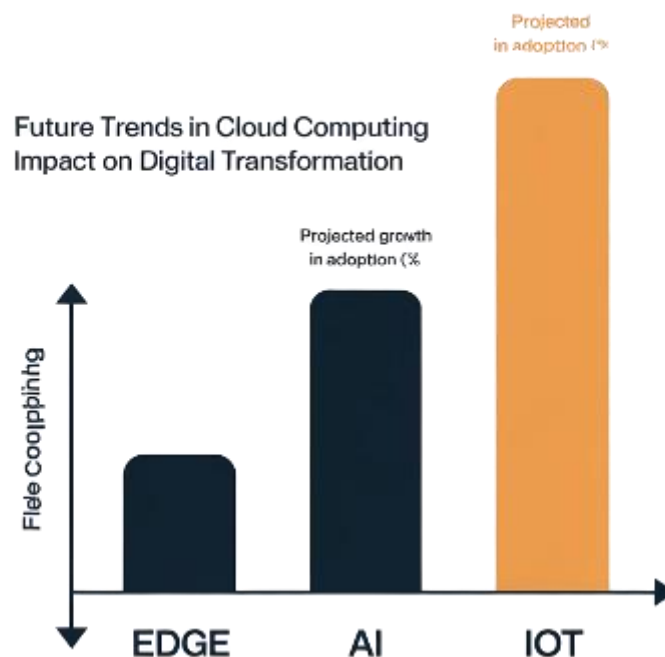 Projected
in adoption (%
Future Trends in Cloud Computing
Impact on Digital Transformation
Projected growth
in adoption (%
EDGE
AI
IOT